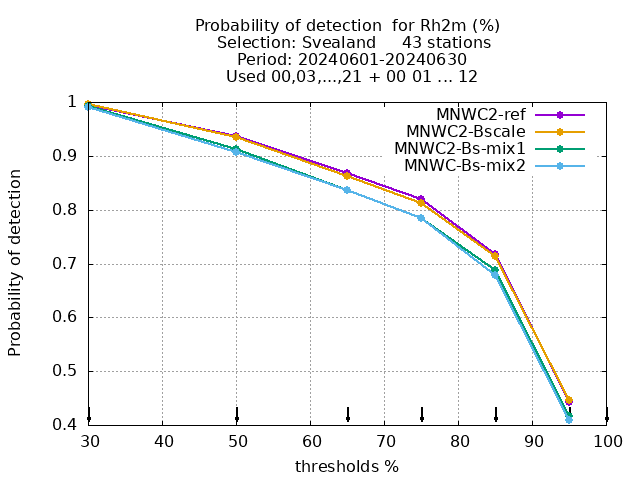 Probability of detection  for Rh2m (%)
Selection: Svealand     43 stations
Period: 20240601-20240630
Used 00,03,...,21 + 00 01 ... 12
MNWC2-ref
MNWC2-Bscale
MNWC2-Bs-mix1
MNWC-Bs-mix2
Probability of detection
1
0.9
0.8
0.7
0.6
0.5
0.4
30 40 50 60 70 80 90 100
thresholds %